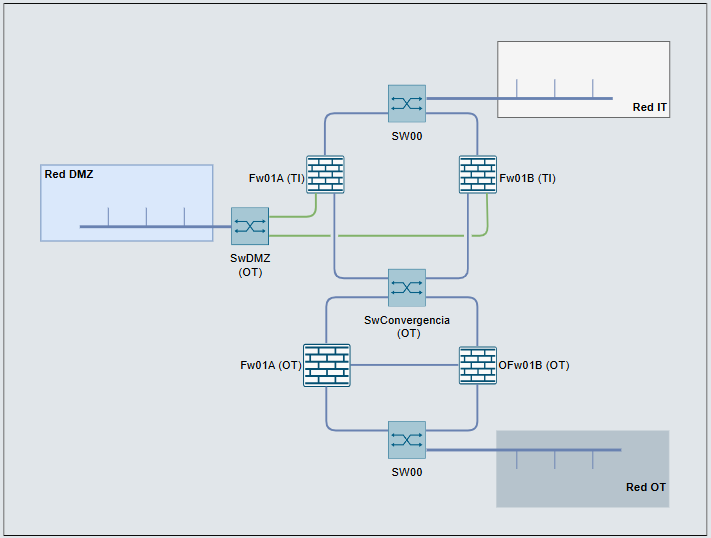 Red IT
SW00
Fw01A (TI)
Fw01B (TI)
Red DMZ
SwDMZ
(OT)
SwConvergencia
(OT)
Fw01A (OT)
OFw01B (OT)
SW00
Red OT